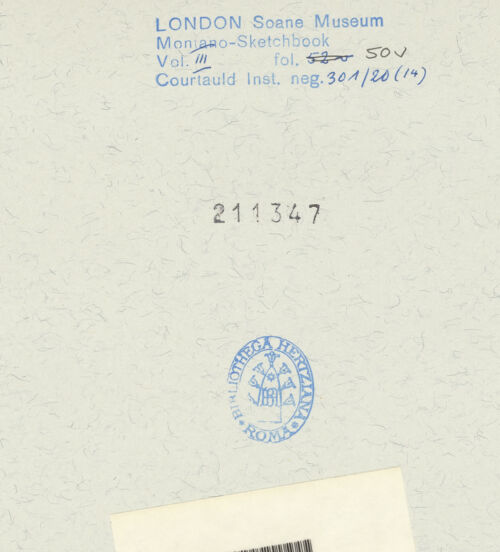 LONDON Soane Museum
Montano-Sketchbook
Vol. III fol. 52v 50v
Courtauld Inst. neg. 301/20 (14)
211347
BIBLIOTHECA HERTZIANA
ROMA